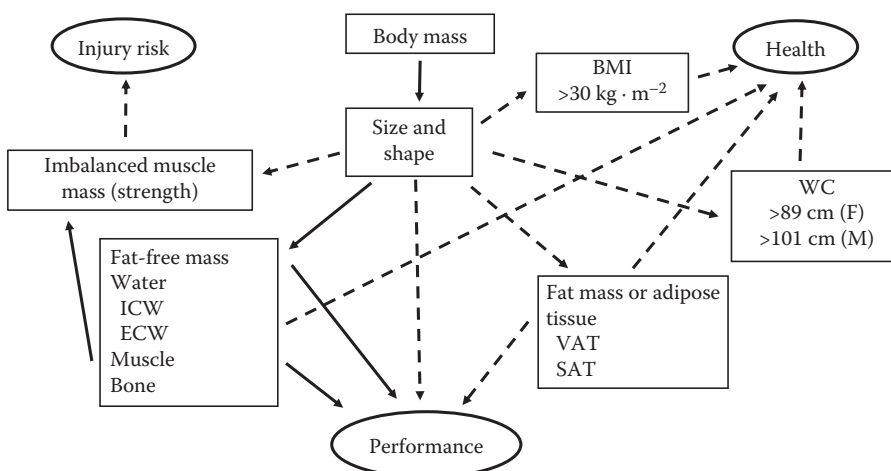 Injury risk
Body mass
Health
BMI
>30 kg · m⁻²
Size and
shape
Imbalanced muscle
mass (strength)
WC
>89 cm (F)
>101 cm (M)
Fat-free mass
Water
ICW
ECW
Muscle
Bone
Fat mass or adipose
tissue
VAT
SAT
Performance